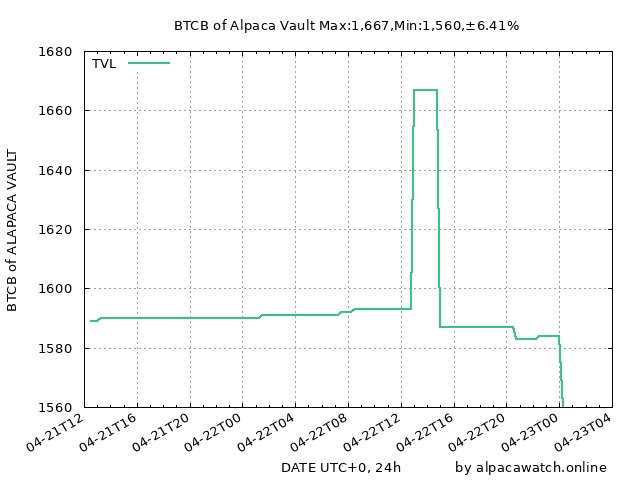 BTCB of Alpaca Vault Max:1,667,Min:1,560,±6.41%
TVL
BTCB of ALAPACA VAULT
1680
1660
1640
1620
1600
1580
1560
04-21T12
04-21T16
04-21T20
04-22T00
04-22T04
04-22T08
04-22T12
04-22T16
04-22T20
04-23T00
04-23T04
DATE UTC+0, 24h
by alpacawatch.online